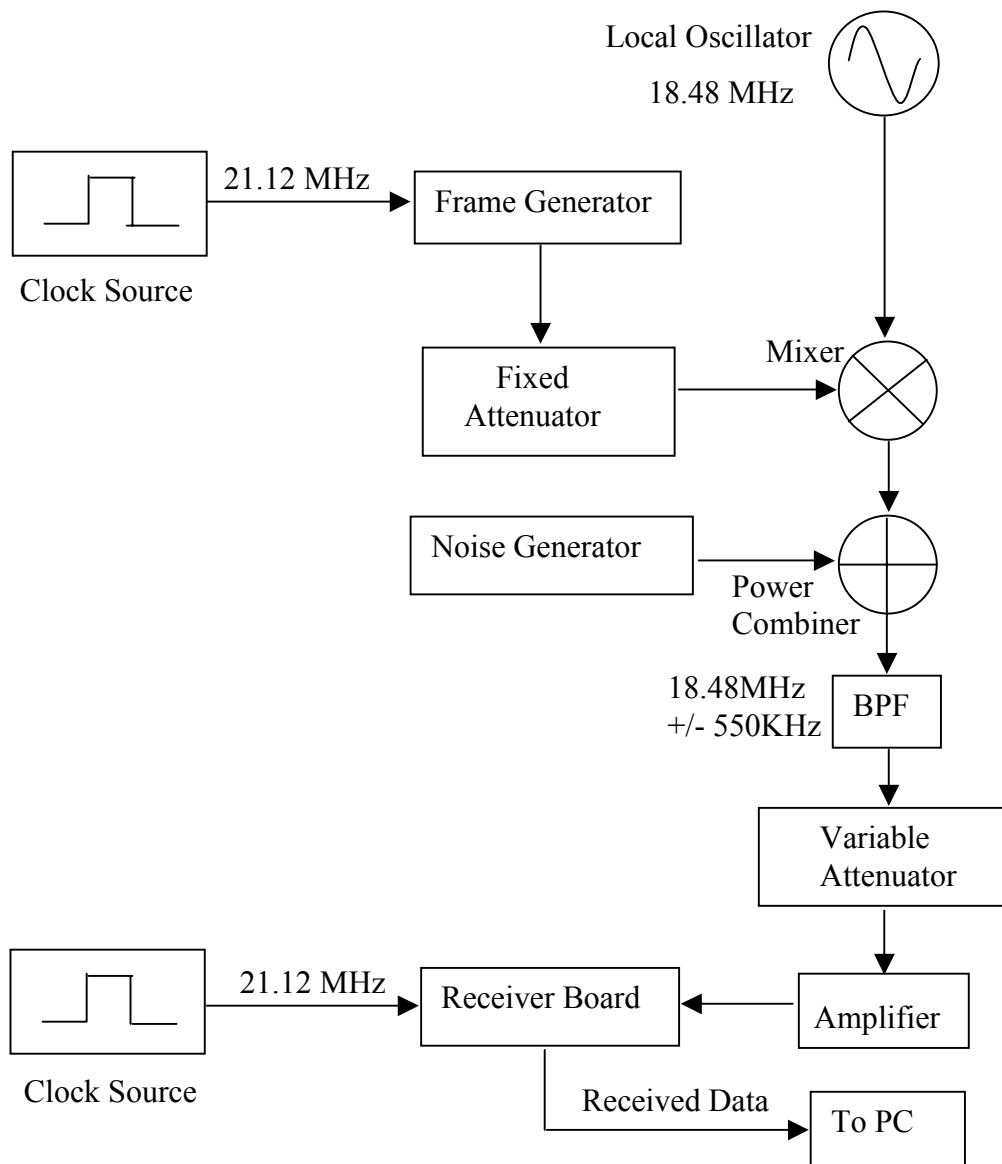 Local Oscillator
18.48 MHz
21.12 MHz
Frame Generator
Clock Source
Mixer
Fixed
Attenuator
Noise Generator
Power
Combiner
18.48MHz
+/- 550KHz
BPF
Variable
Attenuator
21.12 MHz
Receiver Board
Amplifier
Clock Source
Received Data
To PC